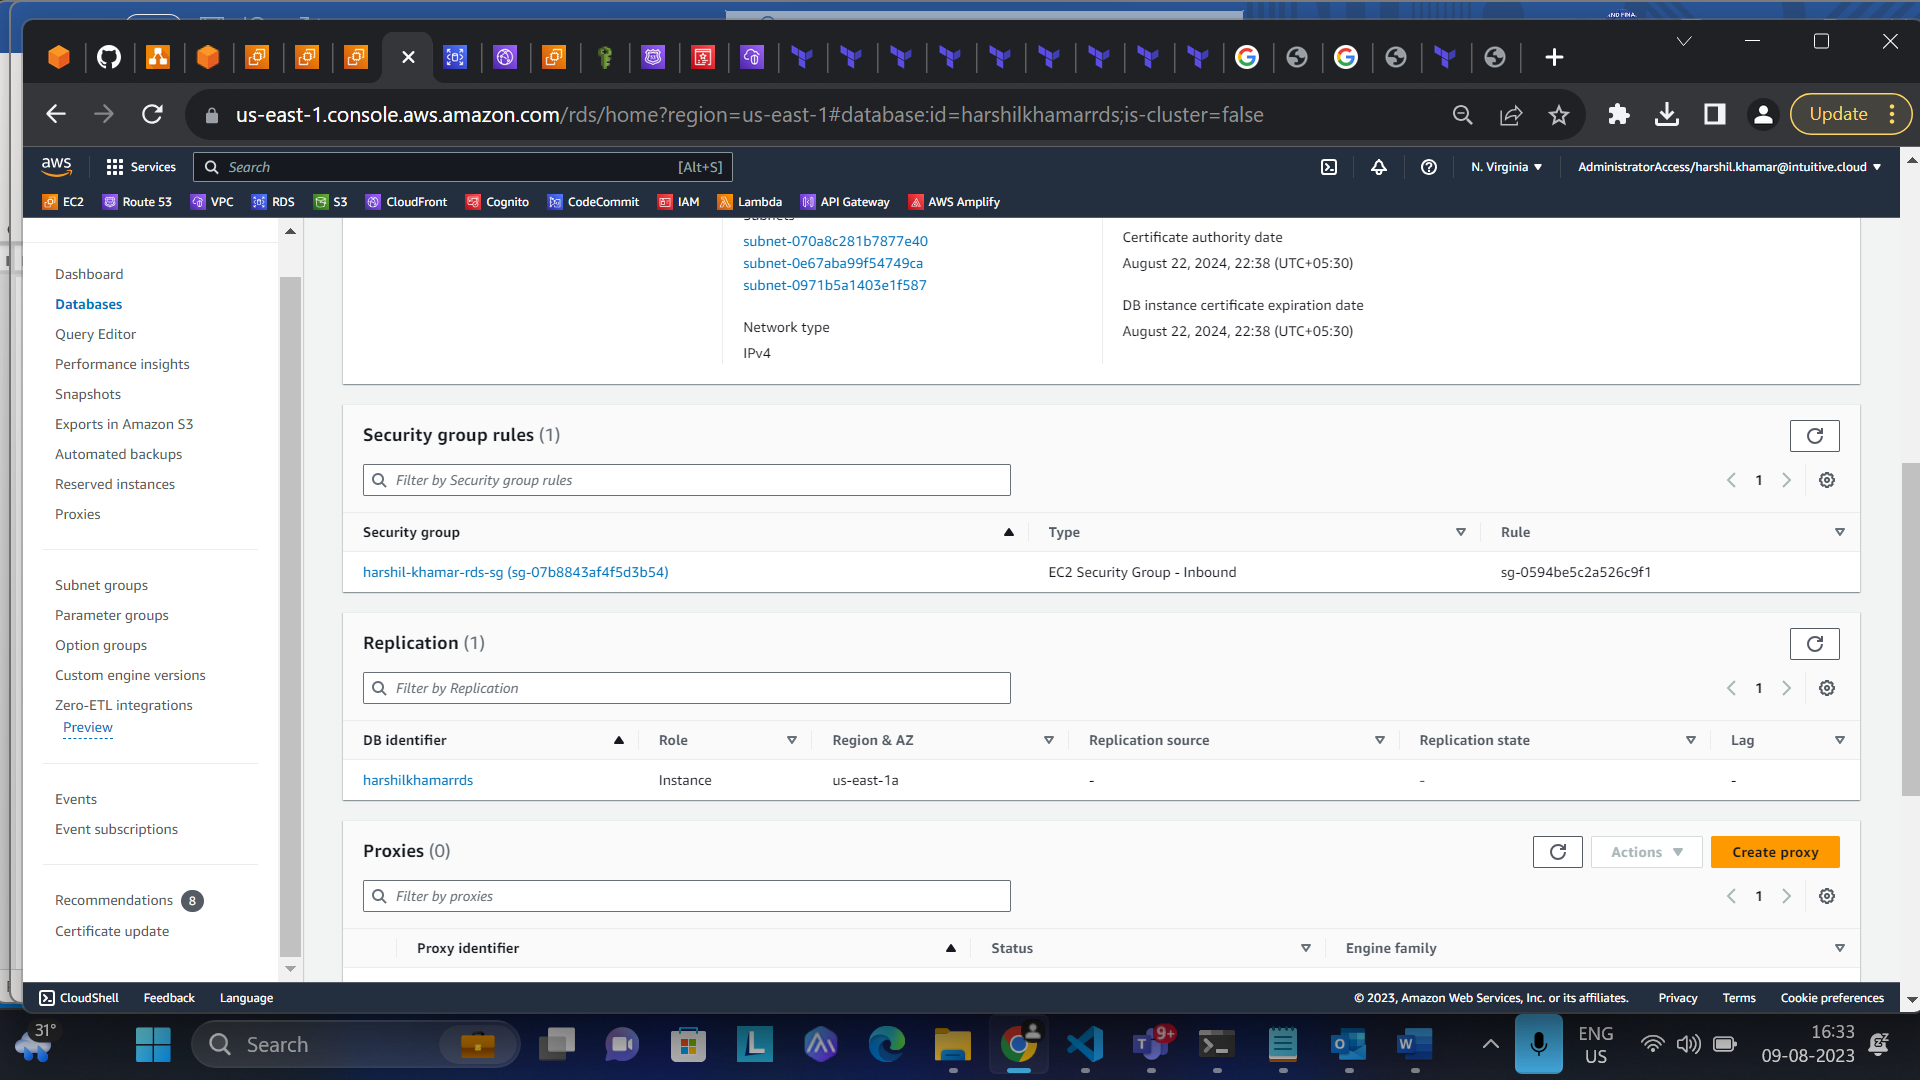 AND FINA.
us-east-1.console.aws.amazon.com/rds/home?region=us-east-1#database:id=harshilkhamarrds;is-cluster=false
Update
aws
Services
Search
[Alt+S]
N. Virginia
AdministratorAccess/harshil.khamar@intuitive.cloud
EC2
Route 53
VPC
RDS
S3
CloudFront
Cognito
CodeCommit
IAM
Lambda
API Gateway
AWS Amplify
Dashboard
Databases
Query Editor
Performance insights
Snapshots
Exports in Amazon S3
Automated backups
Reserved instances
Proxies
Subnet groups
Parameter groups
Option groups
Custom engine versions
Zero-ETL integrations
Preview
Events
Event subscriptions
Recommendations 8
Certificate update
Subnets
subnet-070a8c281b7877e40
subnet-0e67aba99f54749ca
subnet-0971b5a1403e1f587
Network type
IPv4
Certificate authority date
August 22, 2024, 22:38 (UTC+05:30)
DB instance certificate expiration date
August 22, 2024, 22:38 (UTC+05:30)
Security group rules (1)
Filter by Security group rules
1
Security group
Type
Rule
harshil-khamar-rds-sg (sg-07b8843af4f5d3b54)
EC2 Security Group - Inbound
sg-0594be5c2a526c9f1
Replication (1)
Filter by Replication
1
DB identifier
Role
Region & AZ
Replication source
Replication state
Lag
harshilkhamarrds
Instance
us-east-1a
-
-
-
Proxies (0)
Actions
Create proxy
Filter by proxies
1
Proxy identifier
Status
Engine family
CloudShell
Feedback
Language
© 2023, Amazon Web Services, Inc. or its affiliates.
Privacy
Terms
Cookie preferences
31°
Search
9+
ENG
US
16:33
09-08-2023